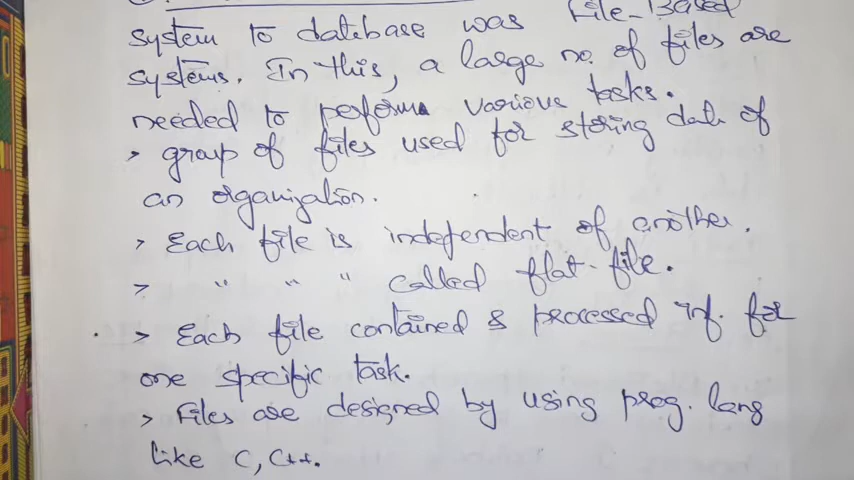 File-Based
system to database was
systems. In this, a large no. of files are
needed to perform various tasks.
> group of files used for storing data of
an organization.
> Each file is independent of another.
> " " " called flat-file.
> Each file contained & processed inf. for
one specific task.
> Files are designed by using prog. lang
like C, C++.